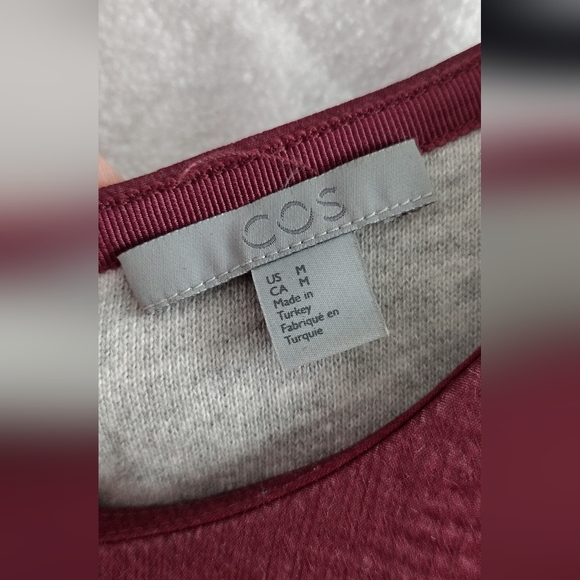 COS
US M
CA M
Made in
Turkey
Fabriqué en
Turquie